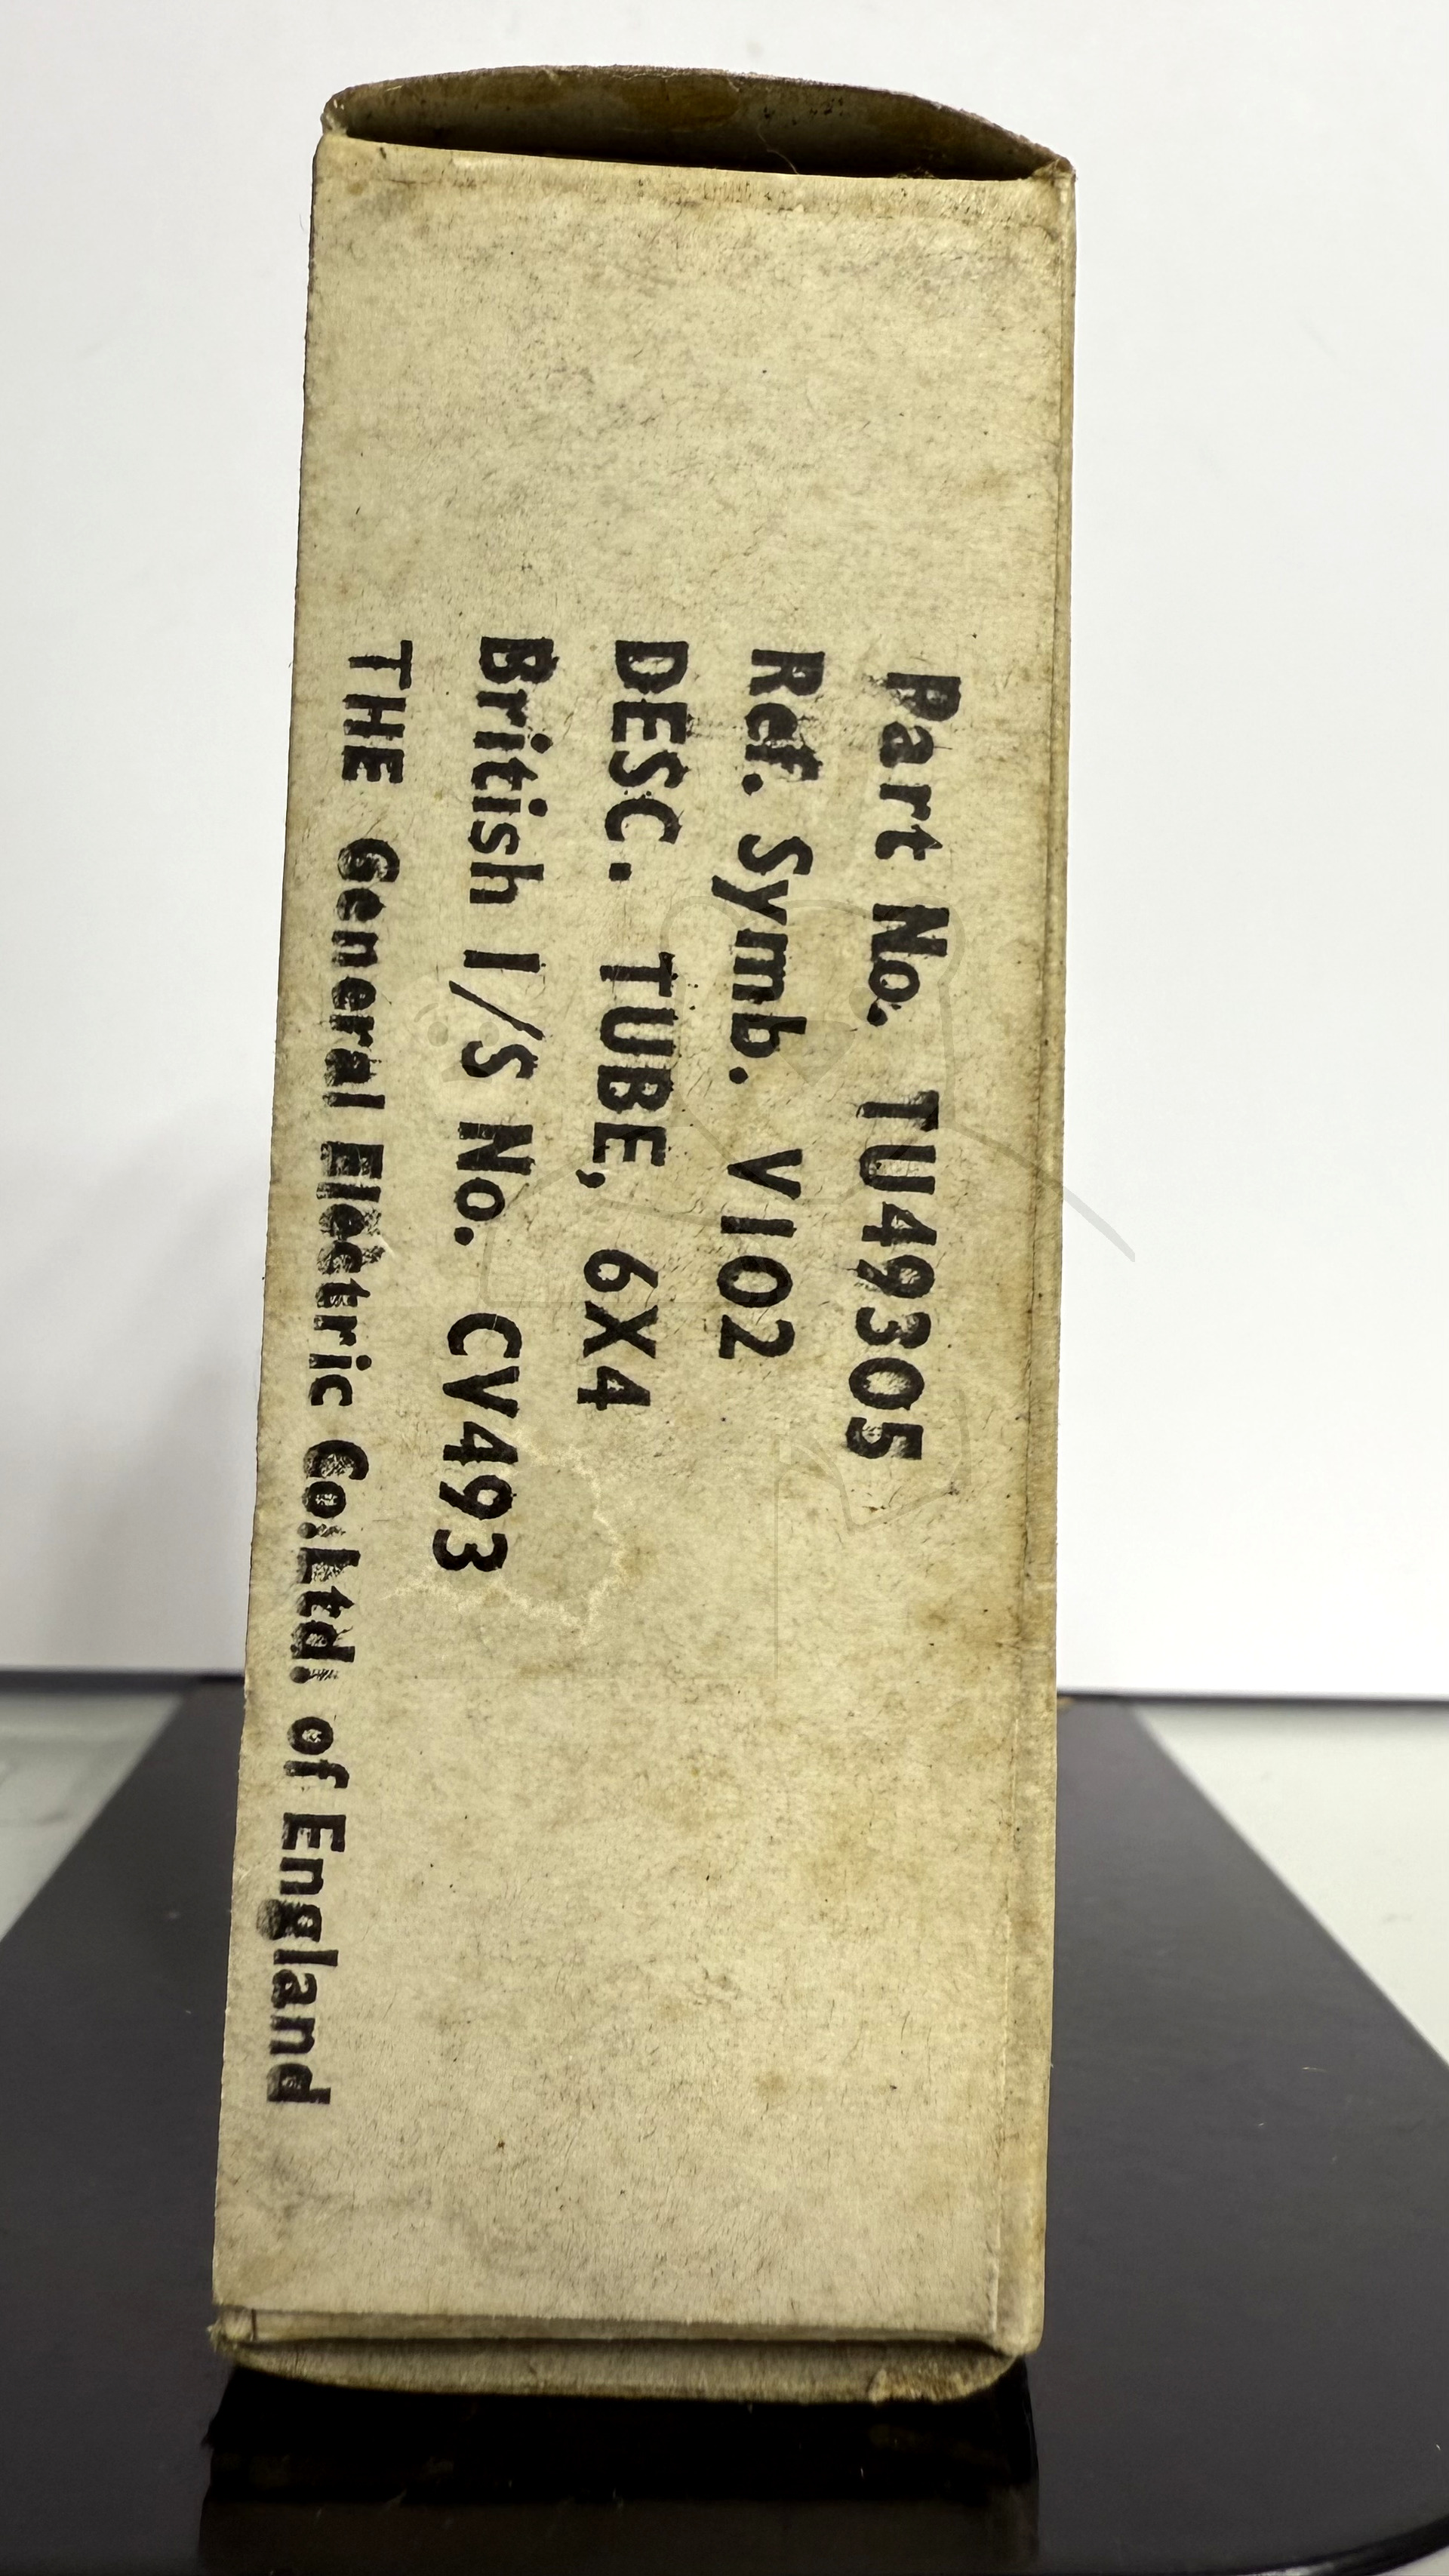 Part No. TU49305
Ref. Symb. V102
DESC. TUBE, 6X4
British I/S No. CV493
THE General Electric Co. Ltd. of England